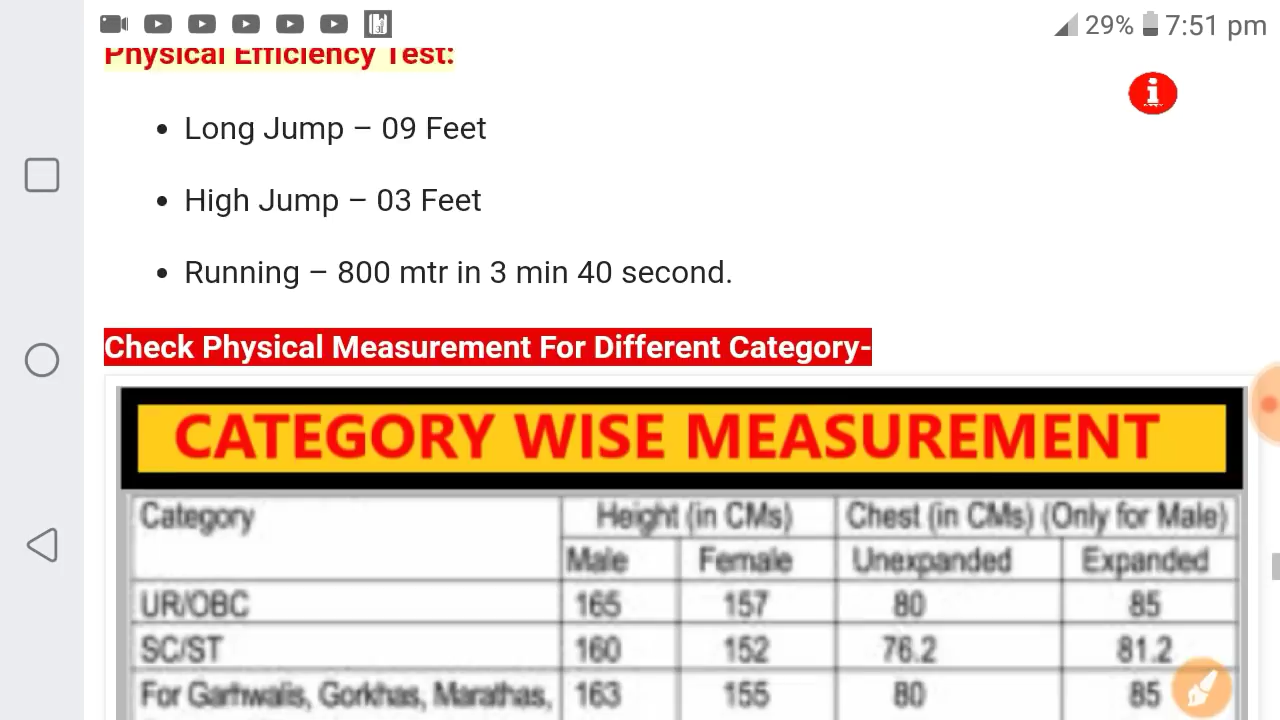 29% 7:51 pm
Physical Efficiency Test:
Long Jump – 09 Feet
High Jump – 03 Feet
Running – 800 mtr in 3 min 40 second.
Check Physical Measurement For Different Category-
CATEGORY WISE MEASUREMENT
Category Height (in CMs) Chest (in CMs) (Only for Male)
Male Female Unexpanded Expanded
UR/OBC 165 157 80 85
SC/ST 160 152 76.2 81.2
For Garhwalis, Gorkhas, Marathas, 163 155 80 85